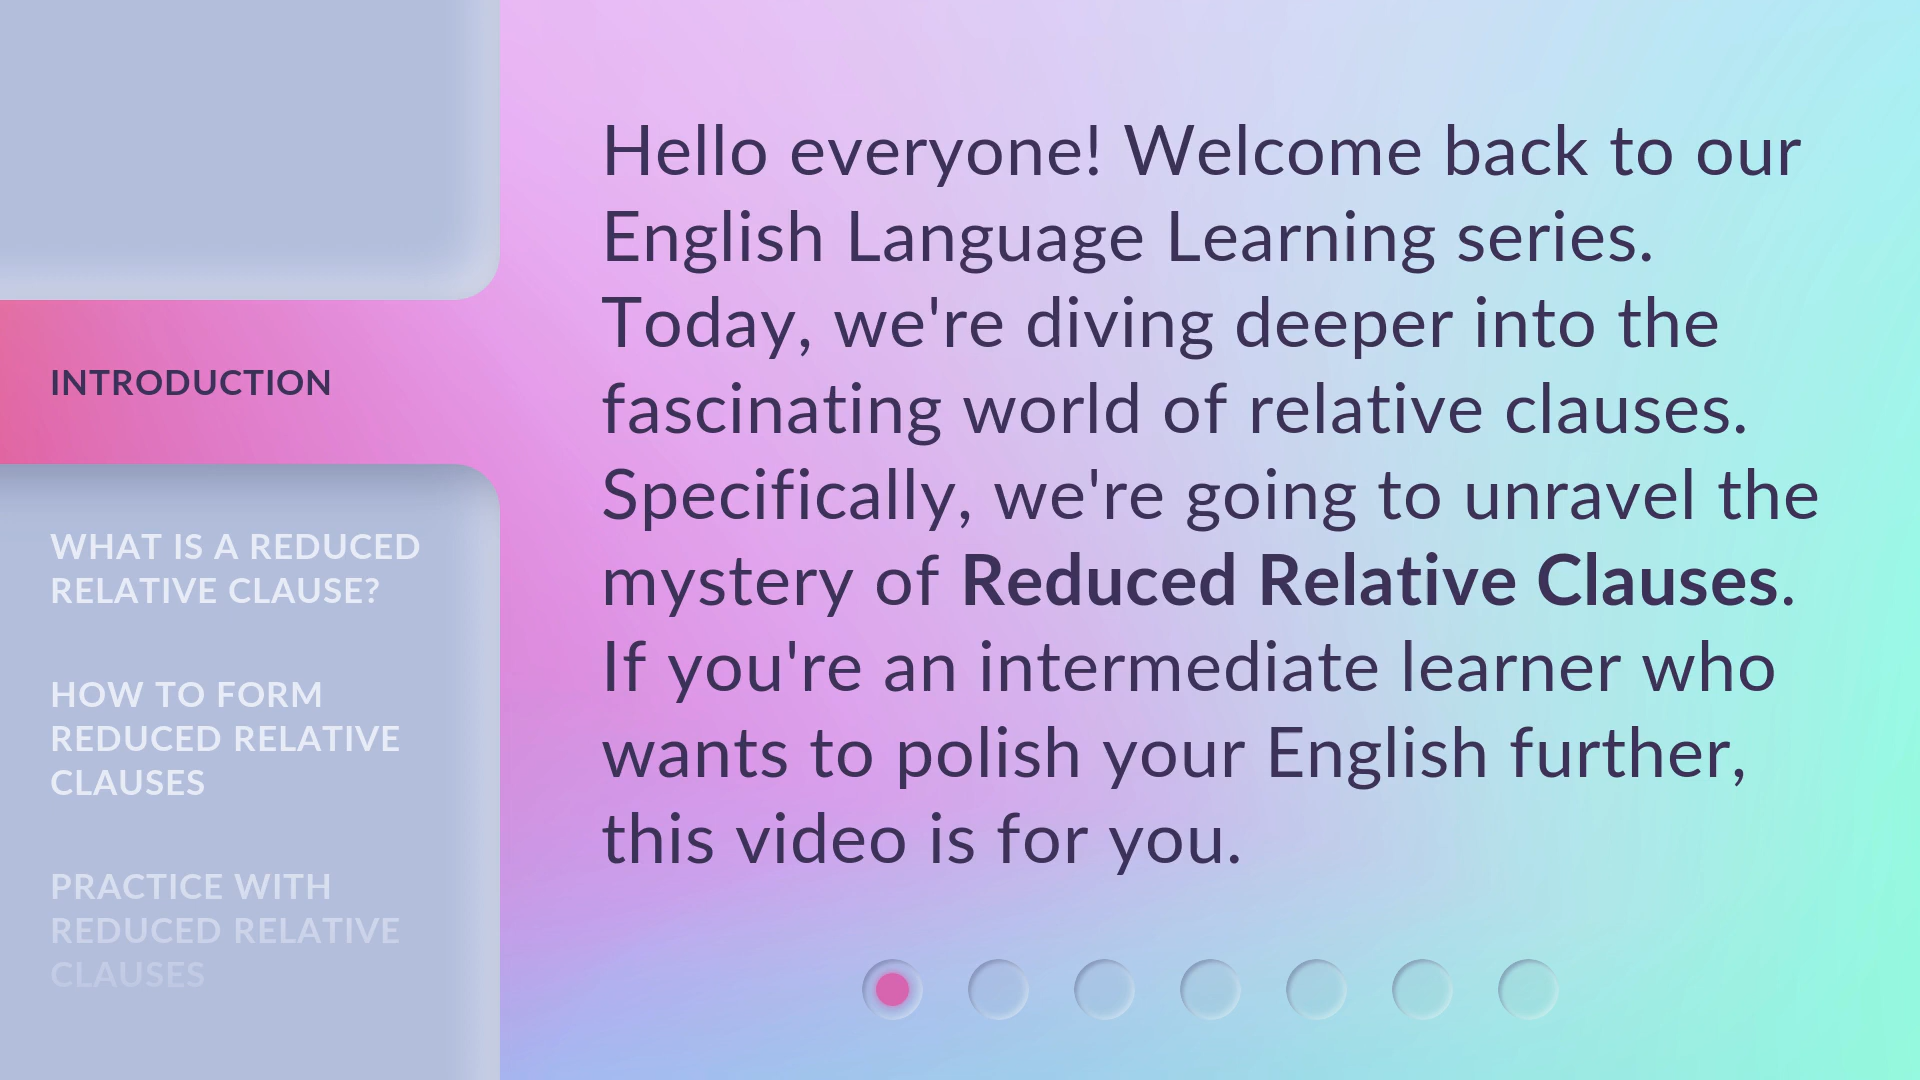 INTRODUCTION
WHAT IS A REDUCED
RELATIVE CLAUSE?
HOW TO FORM
REDUCED RELATIVE
CLAUSES
PRACTICE WITH
REDUCED RELATIVE
CLAUSES
Hello everyone! Welcome back to our
English Language Learning series.
Today, we're diving deeper into the
fascinating world of relative clauses.
Specifically, we're going to unravel the
mystery of Reduced Relative Clauses.
If you're an intermediate learner who
wants to polish your English further,
this video is for you.